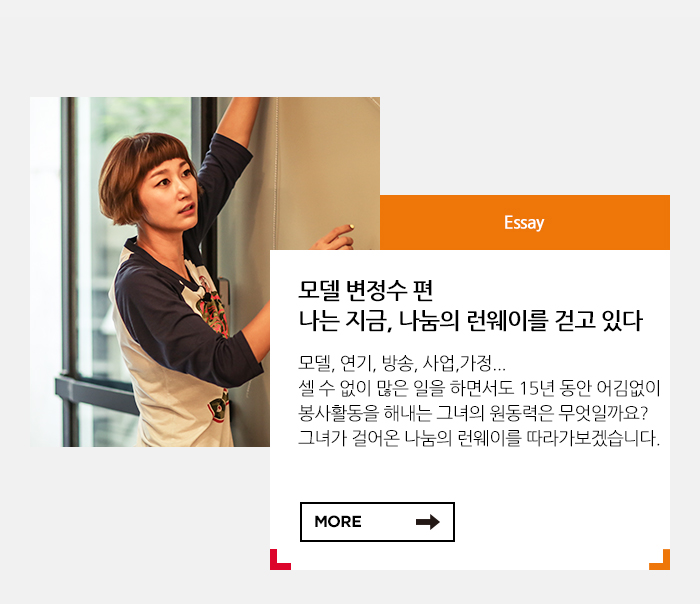 Essay
모델 변정수 편
나는 지금, 나눔의 런웨이를 걷고 있다
모델, 연기, 방송, 사업,가정...
셀 수 없이 많은 일을 하면서도 15년 동안 어김없이
봉사활동을 해내는 그녀의 원동력은 무엇일까요?
그녀가 걸어온 나눔의 런웨이를 따라가보겠습니다.
MORE